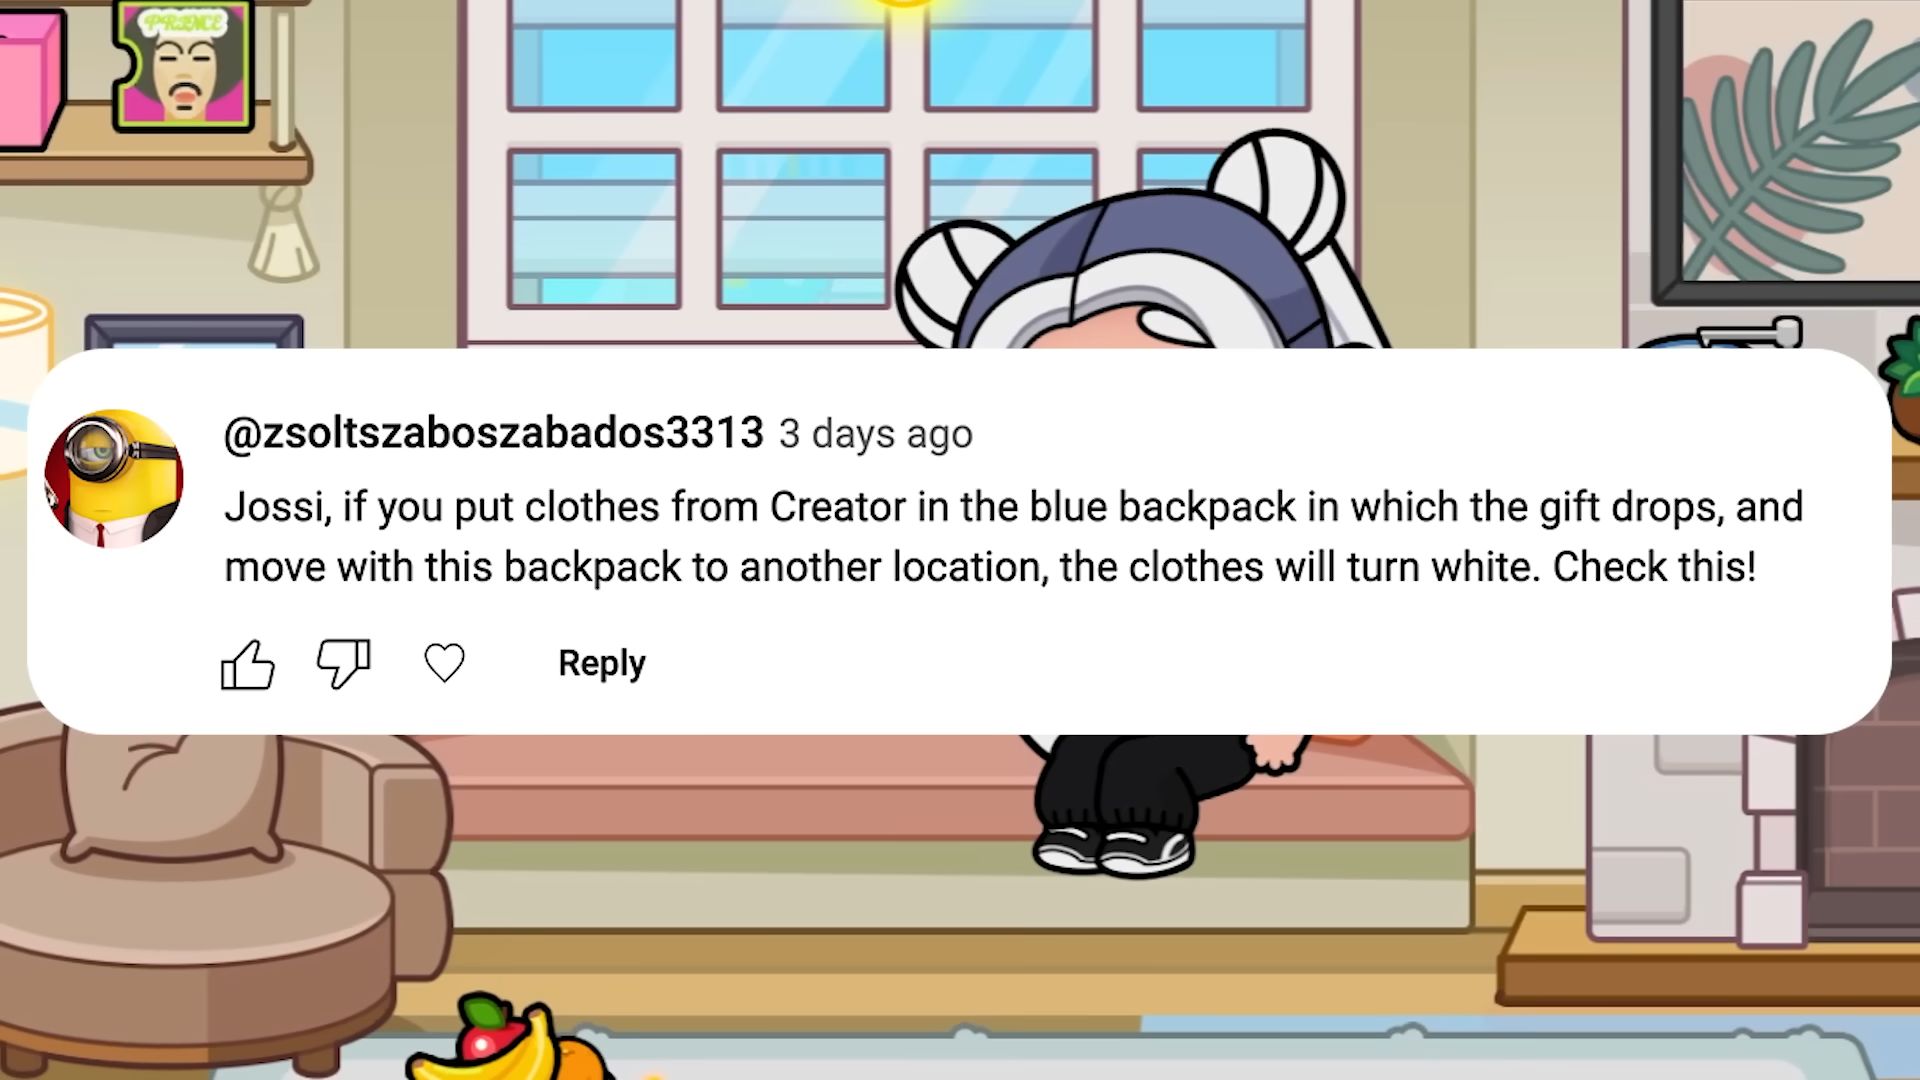 PRINCE
@zsoltszaboszabados3313 3 days ago
Jossi, if you put clothes from Creator in the blue backpack in which the gift drops, and
move with this backpack to another location, the clothes will turn white. Check this!
Reply